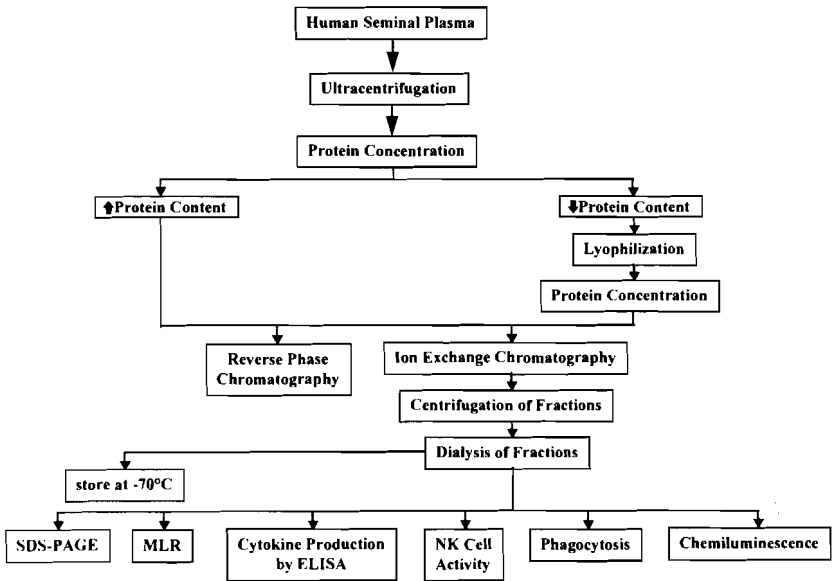 Human Seminal Plasma
Ultracentrifugation
Protein Concentration
⬆Protein Content
⬇Protein Content
Lyophilization
Protein Concentration
Reverse Phase
Chromatography
Ion Exchange Chromatography
Centrifugation of Fractions
Dialysis of Fractions
store at -70°C
SDS-PAGE
MLR
Cytokine Production
by ELISA
NK Cell
Activity
Phagocytosis
Chemiluminescence